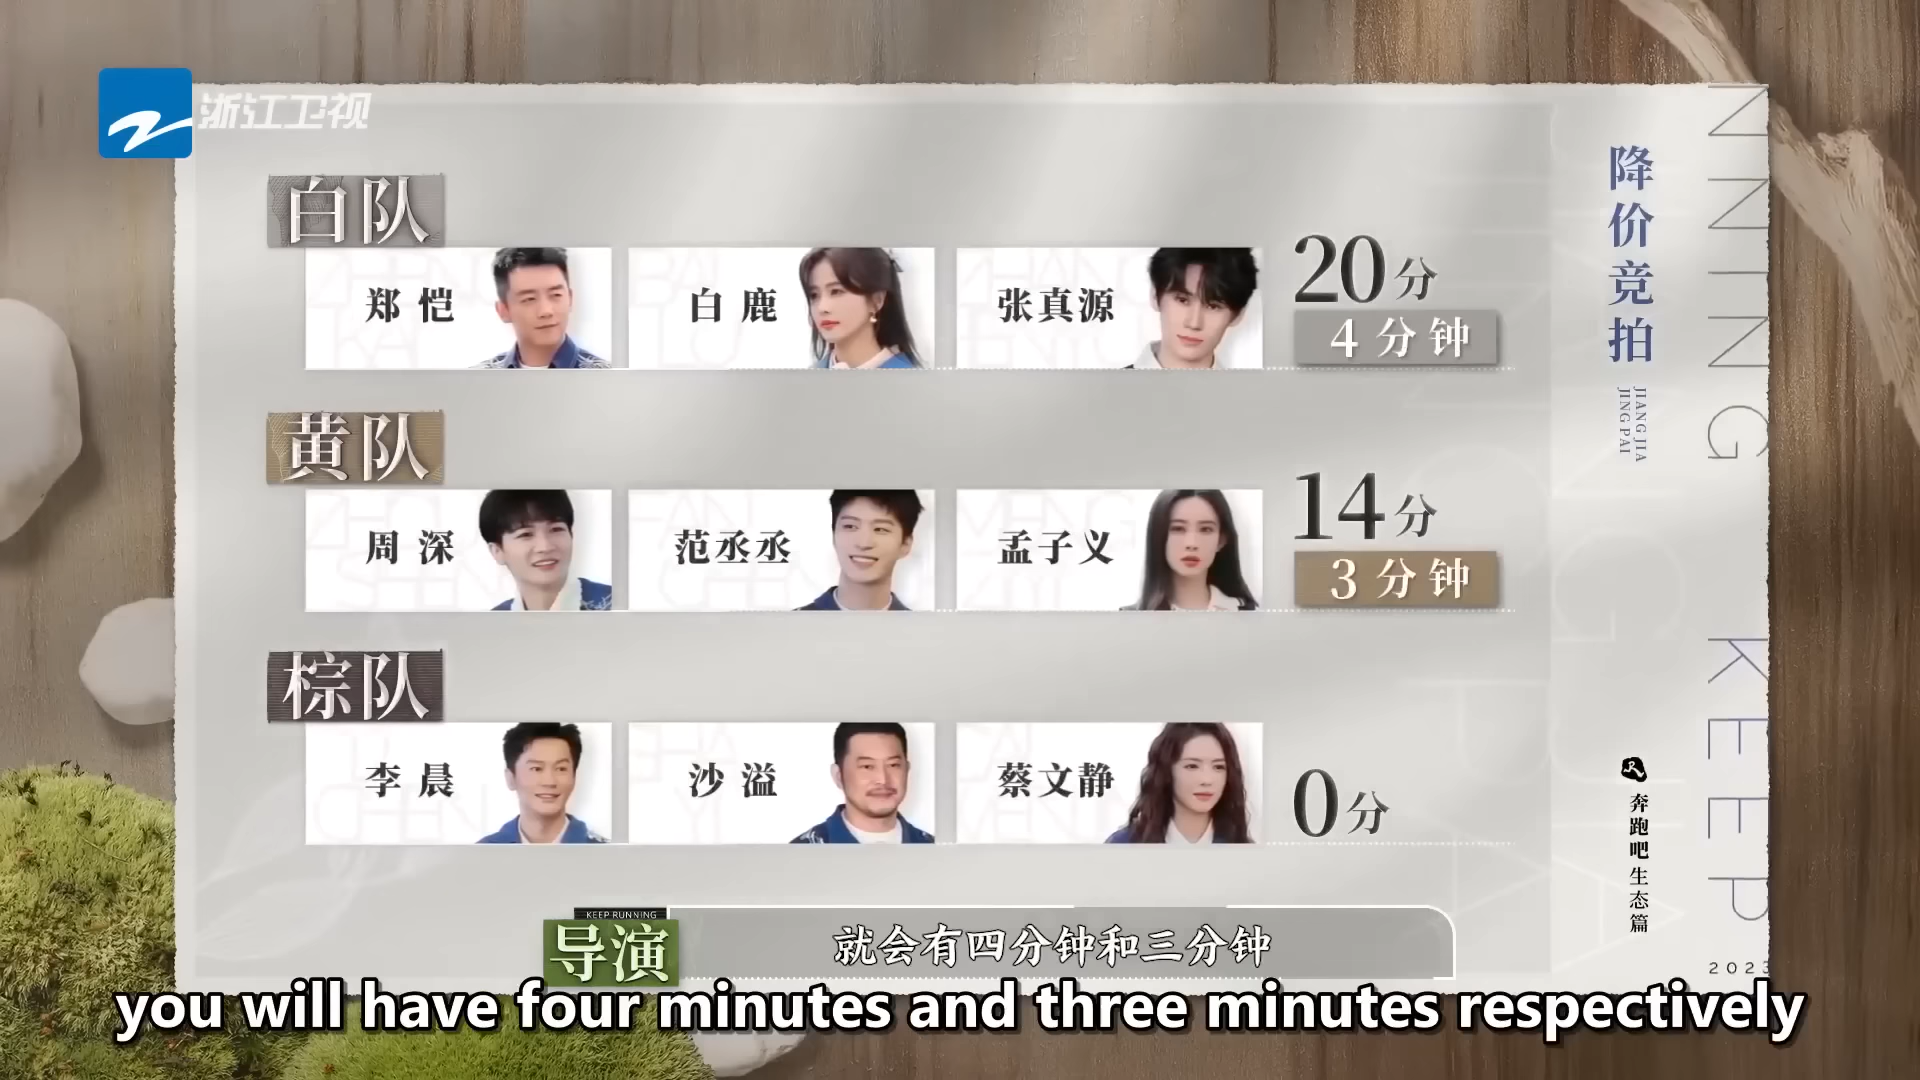 浙江卫视
白队
郑恺
白鹿
张真源
20分
4分钟
黄队
周深
范丞丞
孟子义
14分
3分钟
棕队
李晨
沙溢
蔡文静
0分
降价竞拍
JIANGJIA
JINGPAI
奔跑吧生态篇
NNING
KEEP
KEEP RUNNING
导演
就会有四分钟和三分钟
you will have four minutes and three minutes respectively